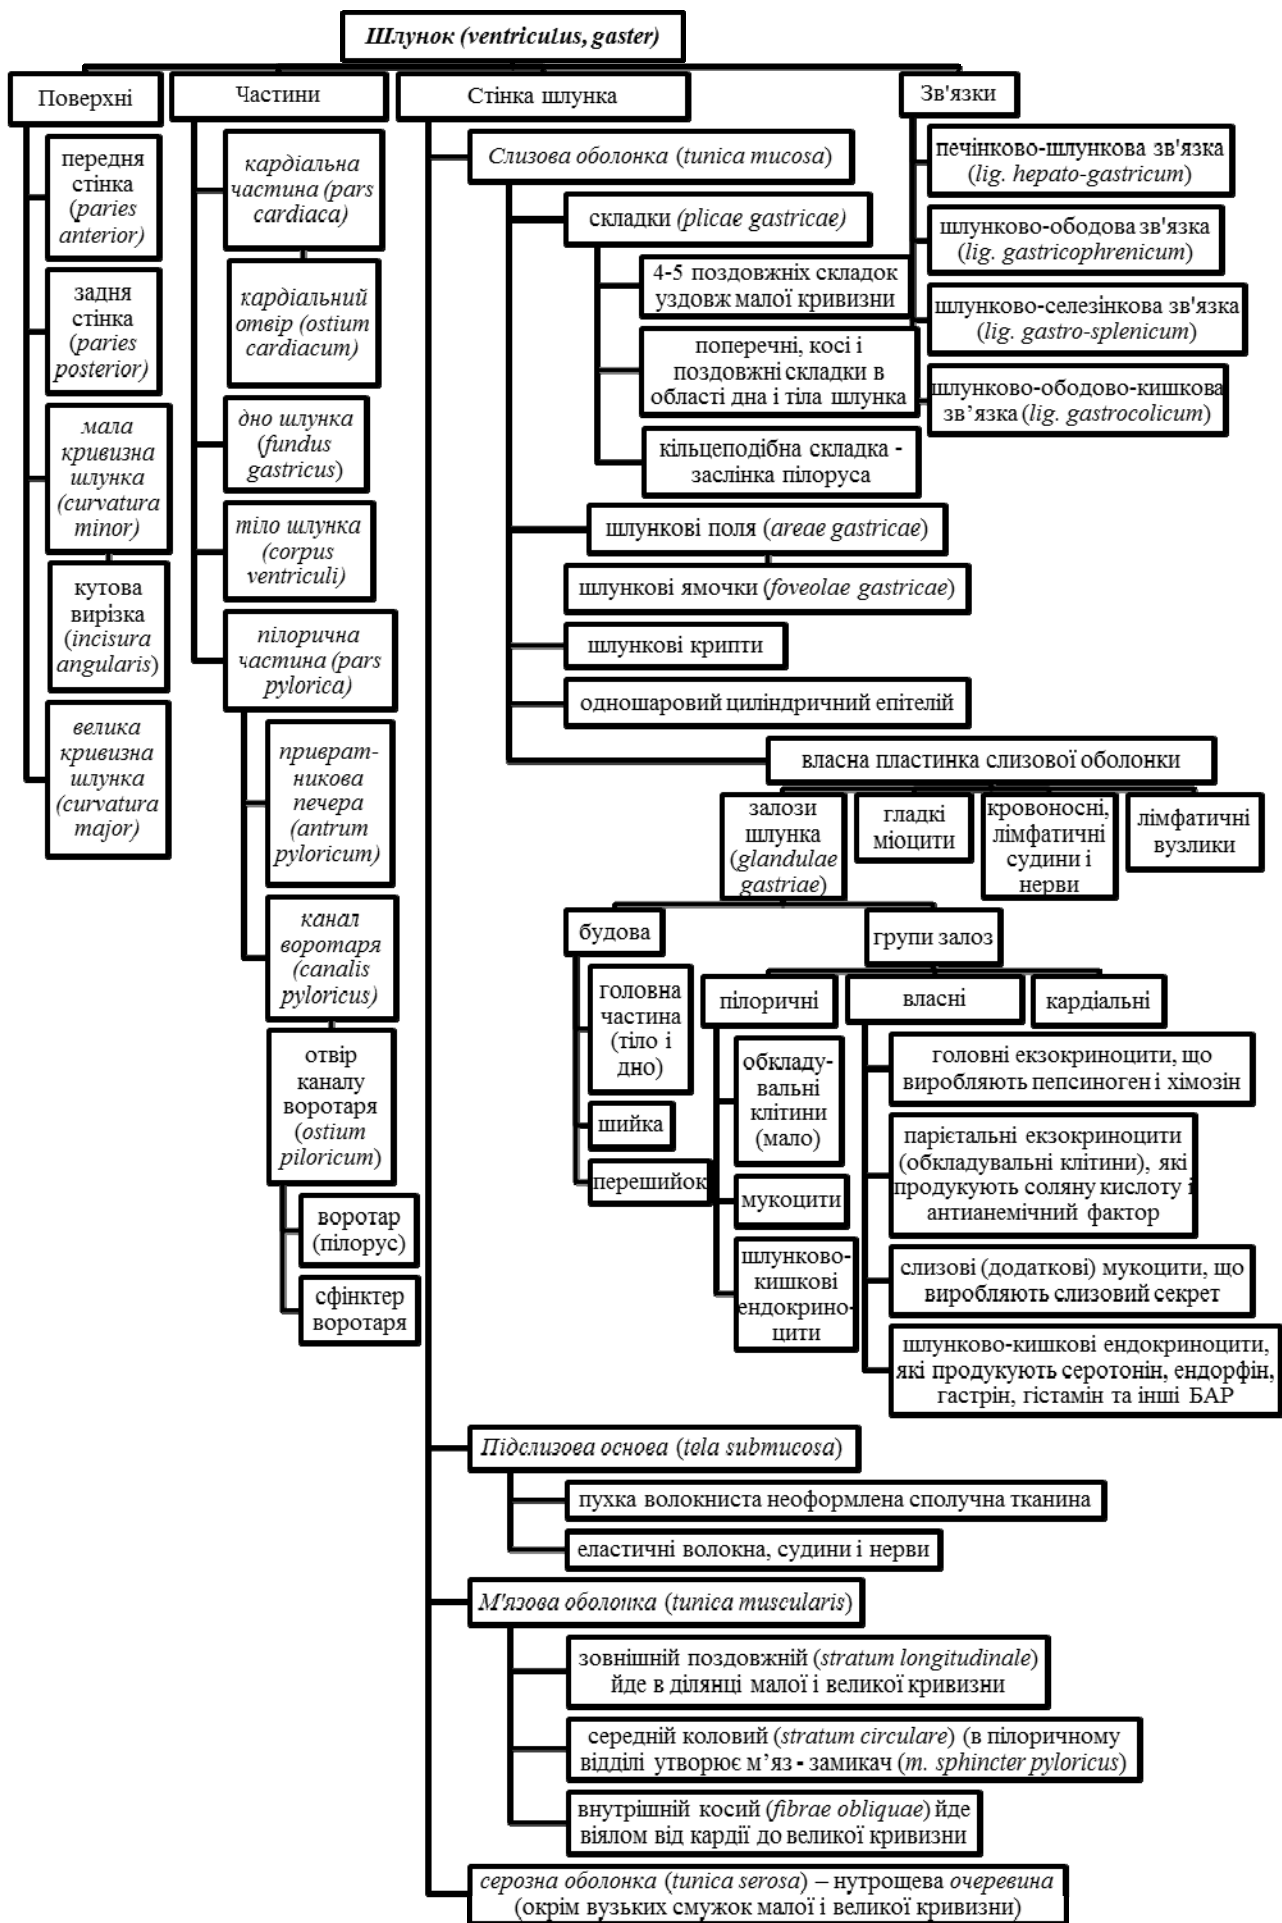 Шлунок (ventriculus, gaster)
Поверхні
передня
стінка
(paries
anterior)
задня
стінка
(paries
posterior)
мала
кривизна
шлунка
(curvatura
minor)
кутова
вирізка
(incisura
angularis)
велика
кривизна
шлунка
(curvatura
major)
Частини
кардіальна
частина (pars
cardiaca)
кардіальний
отвір (ostium
cardiacum)
дно шлунка
(fundus
gastricus)
тіло шлунка
(corpus
ventriculi)
пілорична
частина (pars
pylorica)
приврат-
никова
печера
(antrum
pyloricum)
канал
воротаря
(canalis
pyloricus)
отвір
каналу
воротаря
(ostium
piloricum)
воротар
(пілорус)
сфінктер
воротаря
Стінка шлунка
Слизова оболонка (tunica mucosa)
складки (plicae gastricae)
4-5 поздовжніх складок
уздовж малої кривизни
поперечні, косі і
поздовжні складки в
області дна і тіла шлунка
кільцеподібна складка -
заслінка пілоруса
шлункові поля (areae gastricae)
шлункові ямочки (foveolae gastricae)
шлункові крипти
одношаровий циліндричний епітелій
власна пластинка слизової оболонки
залози
шлунка
(glandulae
gastriae)
гладкі
міоцити
кровоносні,
лімфатичні
судини і
нерви
лімфатичні
вузлики
будова
головна
частина
(тіло і
дно)
шийка
перешийок
групи залоз
пілоричні
обкладу-
вальні
клітини
(мало)
мукоцити
шлунково-
кишкові
ендокрино-
цити
власні
головні екзокриноцити, що
виробляють пепсиноген і хімозін
парієтальні екзокриноцити
(обкладувальні клітини), які
продукують соляну кислоту і
антианемічний фактор
слизові (додаткові) мукоцити, що
виробляють слизовий секрет
шлунково-кишкові ендокриноцити,
які продукують серотонін, ендорфін,
гастрін, гістамін та інші БАР
кардіальні
Підслизова основа (tela submucosa)
пухка волокниста неоформлена сполучна тканина
еластичні волокна, судини і нерви
М'язова оболонка (tunica muscularis)
зовнішній поздовжній (stratum longitudinale)
йде в ділянці малої і великої кривизни
середній коловий (stratum circulare) (в пілоричному
відділі утворює м’яз - замикач (m. sphincter pyloricus)
внутрішній косий (fibrae obliquae) йде
віялом від кардії до великої кривизни
серозна оболонка (tunica serosa) – нутрощева очеревина
(окрім вузьких смужок малої і великої кривизни)
Зв'язки
печінково-шлункова зв'язка
(lig. hepato-gastricum)
шлунково-ободова зв'язка
(lig. gastricophrenicum)
шлунково-селезінкова зв'язка
(lig. gastro-splenicum)
шлунково-ободово-кишкова
зв’язка (lig. gastrocolicum)